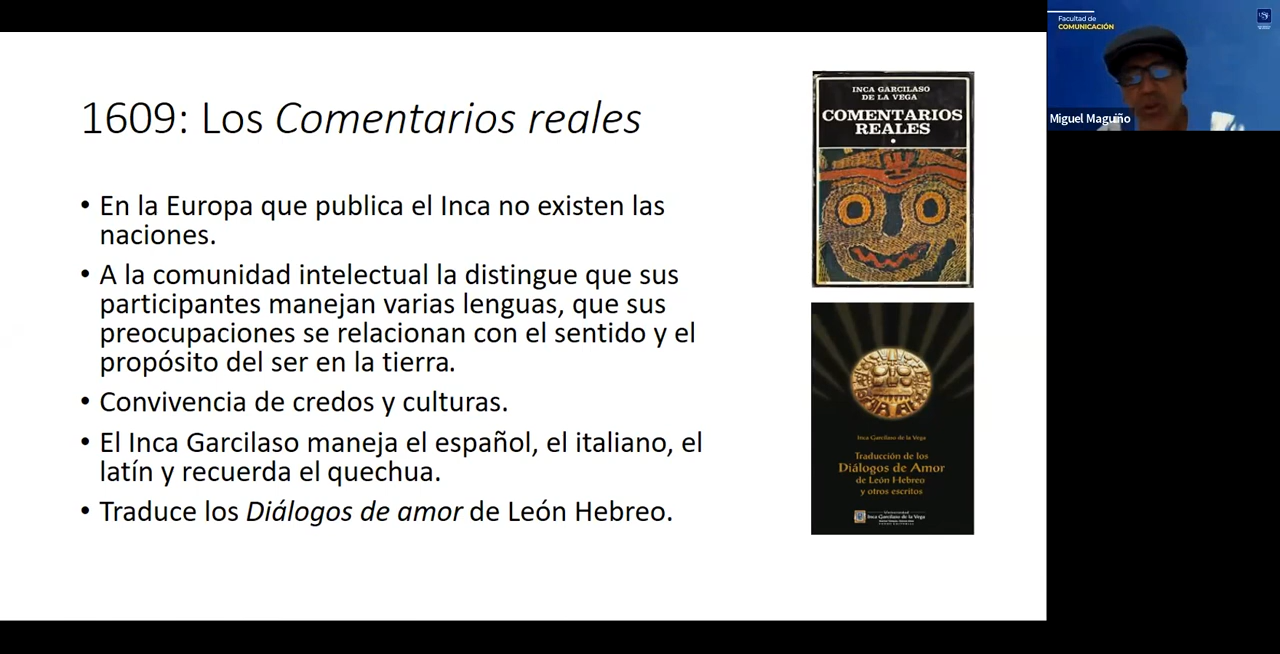 1609: Los Comentarios reales
• En la Europa que publica el Inca no existen las
naciones.
• A la comunidad intelectual la distingue que sus
participantes manejan varias lenguas, que sus
preocupaciones se relacionan con el sentido y el
propósito del ser en la tierra.
• Convivencia de credos y culturas.
• El Inca Garcilaso maneja el español, el italiano, el
latín y recuerda el quechua.
• Traduce los Diálogos de amor de León Hebreo.
INCA GARCILASO
DE LA VEGA
COMENTARIOS
REALES
Inca Garcilaso de la Vega
Traducción de los
Diálogos de Amor
de León Hebreo
y otros escritos
Universidad
Inca Garcilaso de la Vega
Facultad de
COMUNICACIÓN
Miguel Maguiño